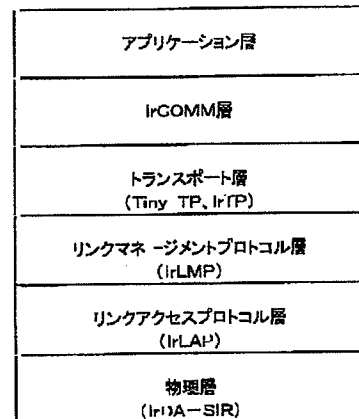 アプリケーション層
IrCOMM層
トランスポート層
(Tiny TP、IrTP)
リンクマネージメントプロトコル層
(IrLMP)
リンクアクセスプロトコル層
(IrLAP)
物理層
(IrDA-SIR)